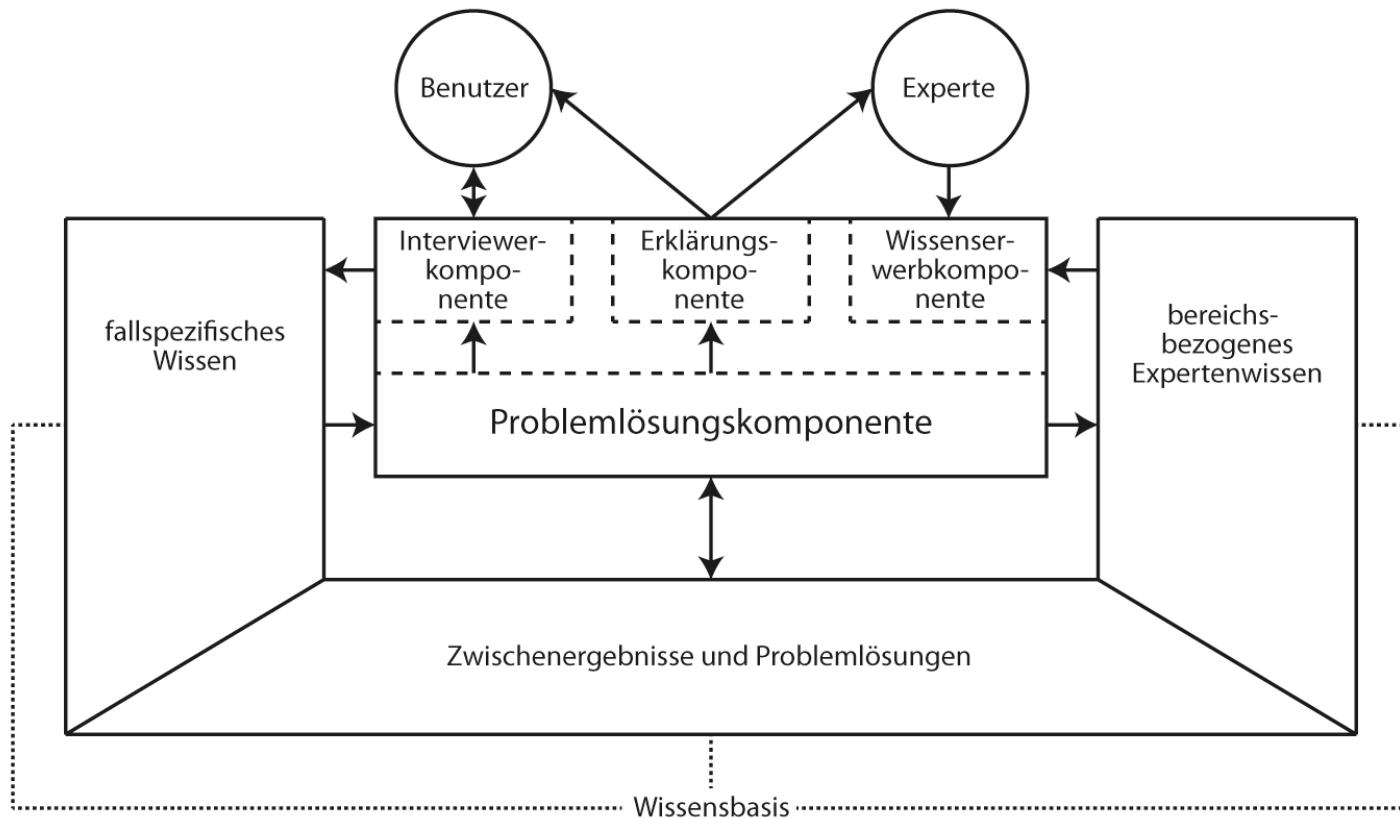 Benutzer
Experte
Interviewer-
kompo-
nente
Erklärungs-
kompo-
nente
Wissenser-
werbkompo-
nente
fallspezifisches
Wissen
bereichs-
bezogenes
Expertenwissen
Problemlösungskomponente
Zwischenergebnisse und Problemlösungen
Wissensbasis